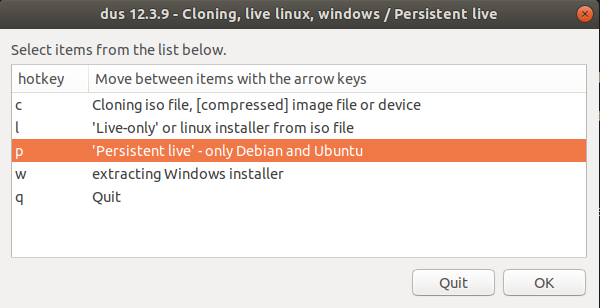 dus 12.3.9 - Cloning, live linux, windows / Persistent live
Select items from the list below.
hotkey Move between items with the arrow keys
c Cloning iso file, [compressed] image file or device
l 'Live-only' or linux installer from iso file
p 'Persistent live' - only Debian and Ubuntu
w extracting Windows installer
q Quit
Quit OK